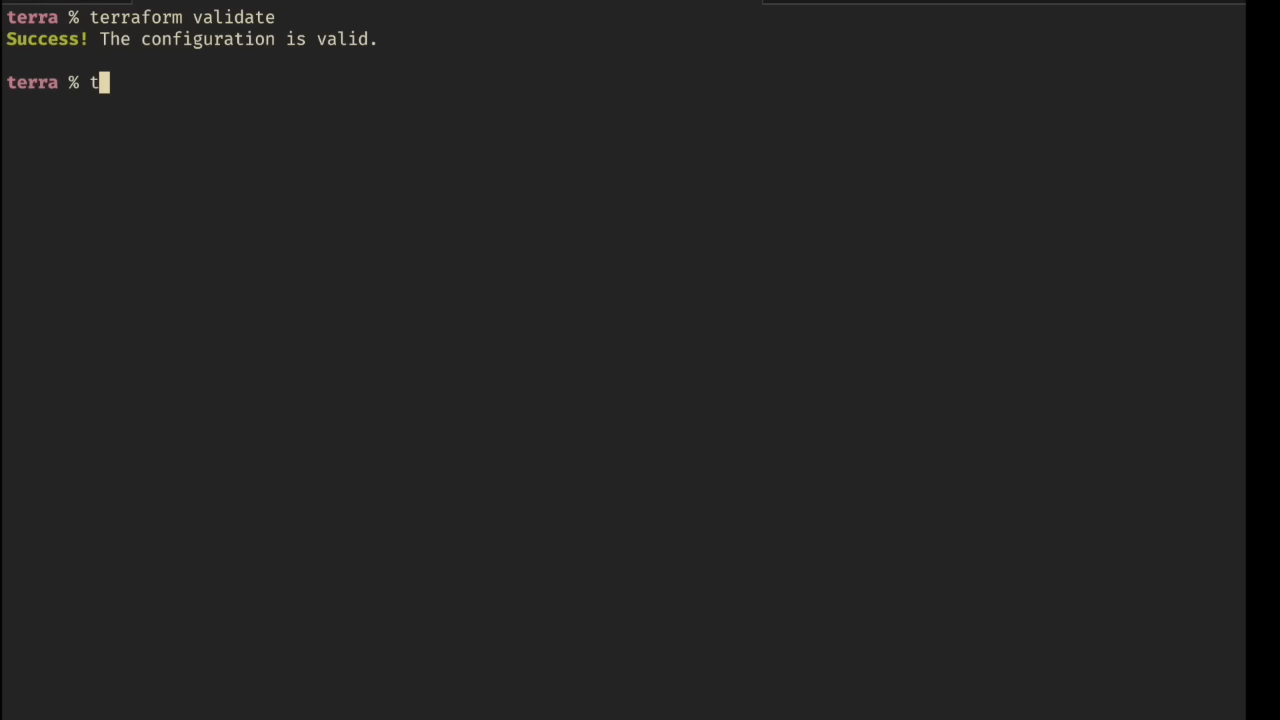 terra % terraform validate
Success! The configuration is valid.
terra % t